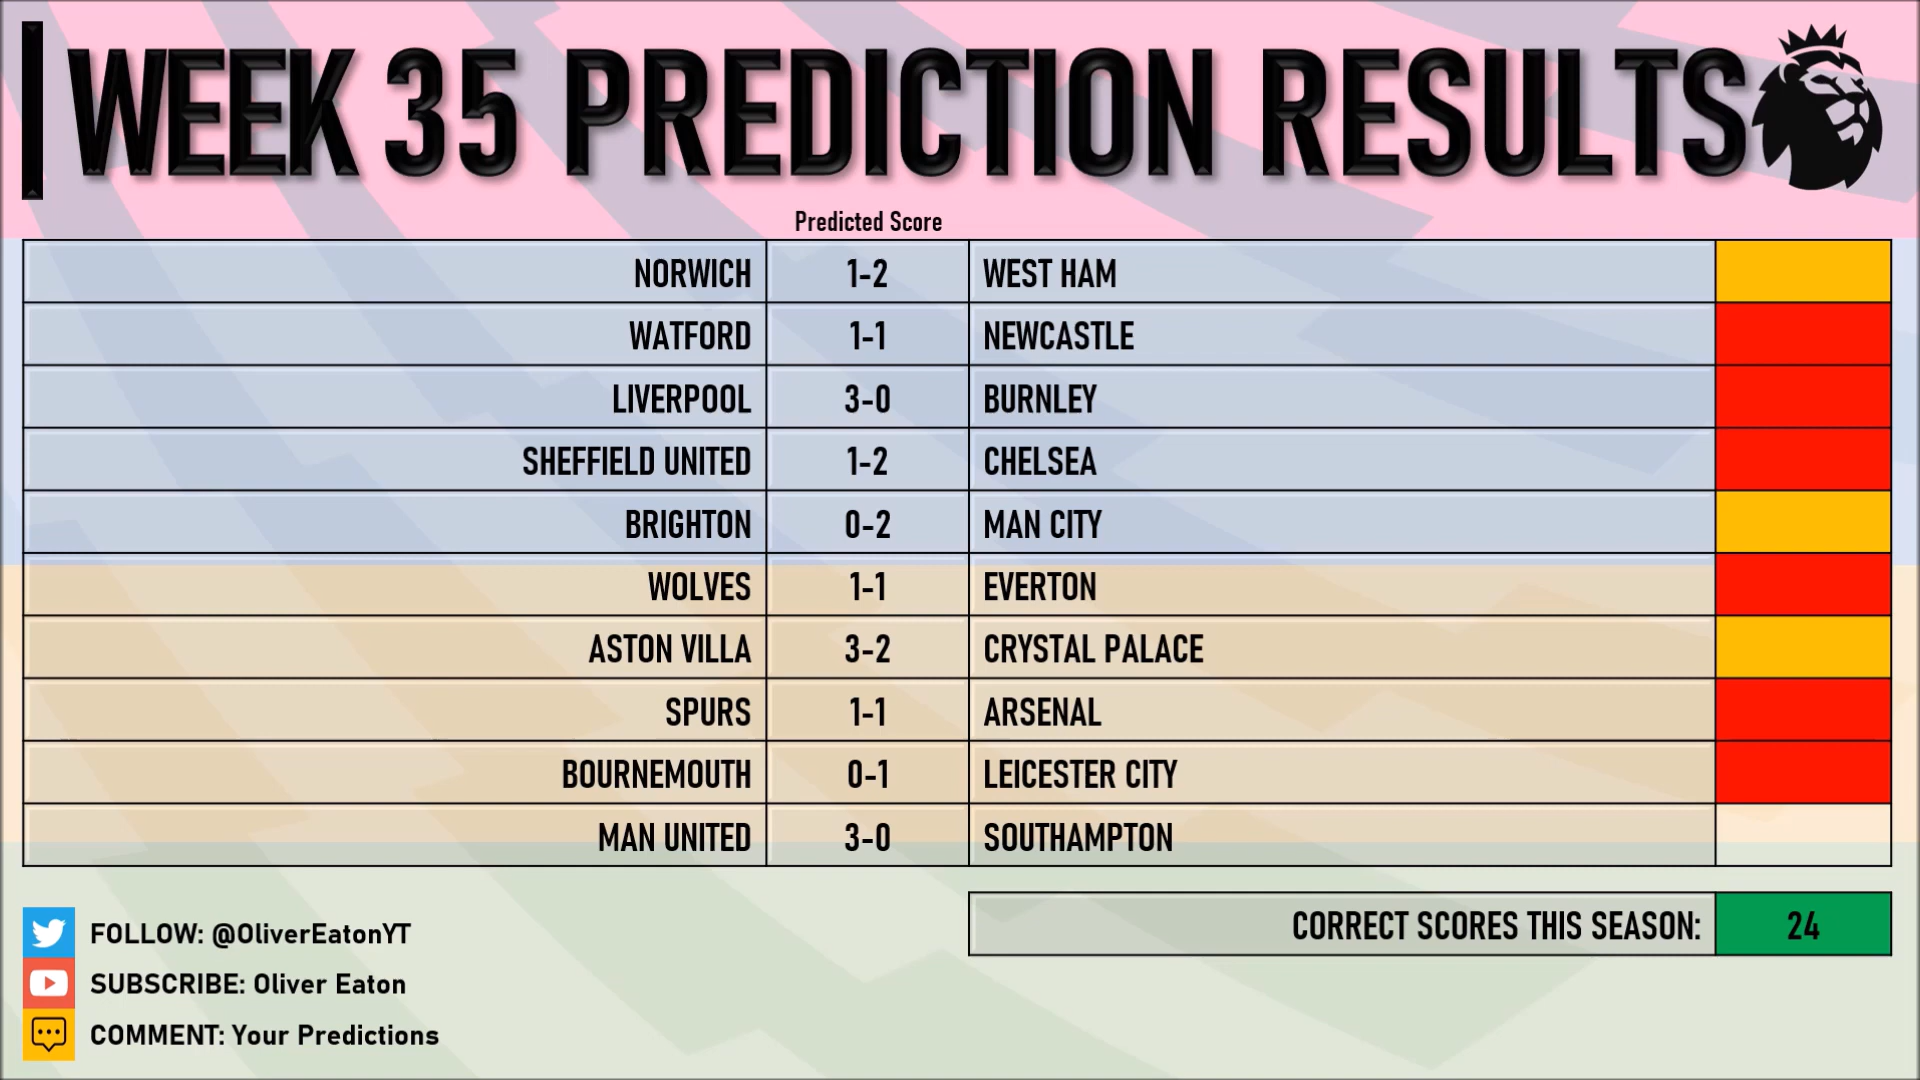 WEEK 35 PREDICTION RESULTS
Predicted Score
NORWICH 1-2 WEST HAM
WATFORD 1-1 NEWCASTLE
LIVERPOOL 3-0 BURNLEY
SHEFFIELD UNITED 1-2 CHELSEA
BRIGHTON 0-2 MAN CITY
WOLVES 1-1 EVERTON
ASTON VILLA 3-2 CRYSTAL PALACE
SPURS 1-1 ARSENAL
BOURNEMOUTH 0-1 LEICESTER CITY
MAN UNITED 3-0 SOUTHAMPTON
CORRECT SCORES THIS SEASON: 24
FOLLOW: @OliverEatonYT
SUBSCRIBE: Oliver Eaton
COMMENT: Your Predictions